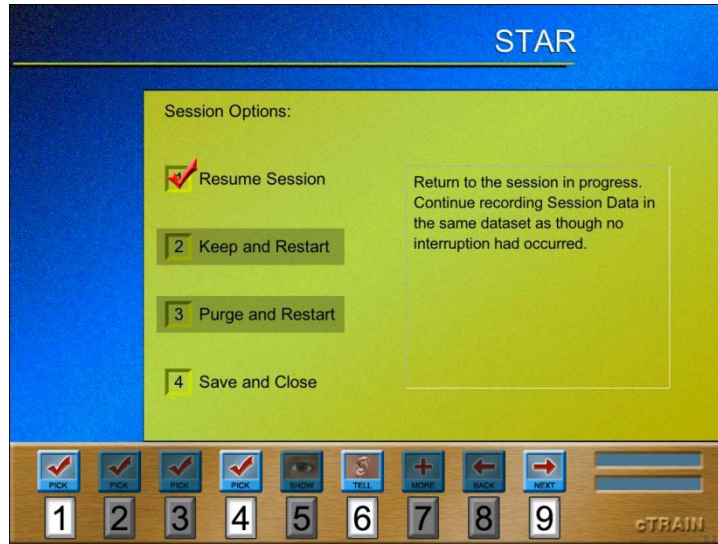 STAR
Session Options:
1 Resume Session
Return to the session in progress.
Continue recording Session Data in
the same dataset as though no
interruption had occurred.
2 Keep and Restart
3 Purge and Restart
4 Save and Close
PICK PICK PICK PICK SHOW TELL MORE BACK NEXT
1 2 3 4 5 6 7 8 9
cTRAIN